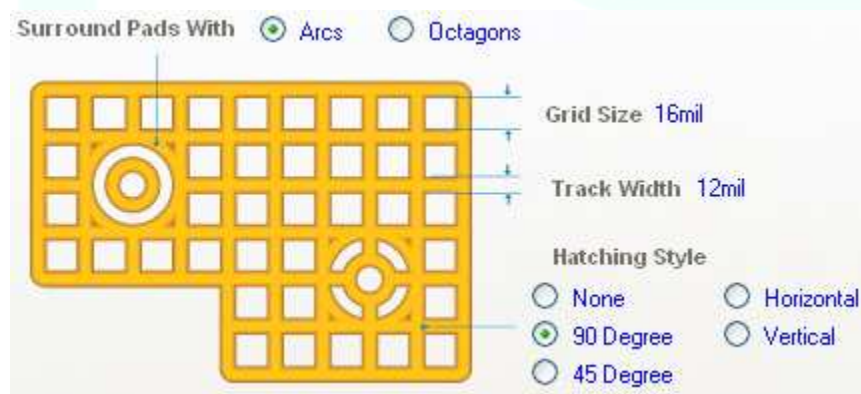 Surround Pads With Arcs Octagons
Grid Size 16mil
Track Width 12mil
Hatching Style
None Horizontal
90 Degree Vertical
45 Degree